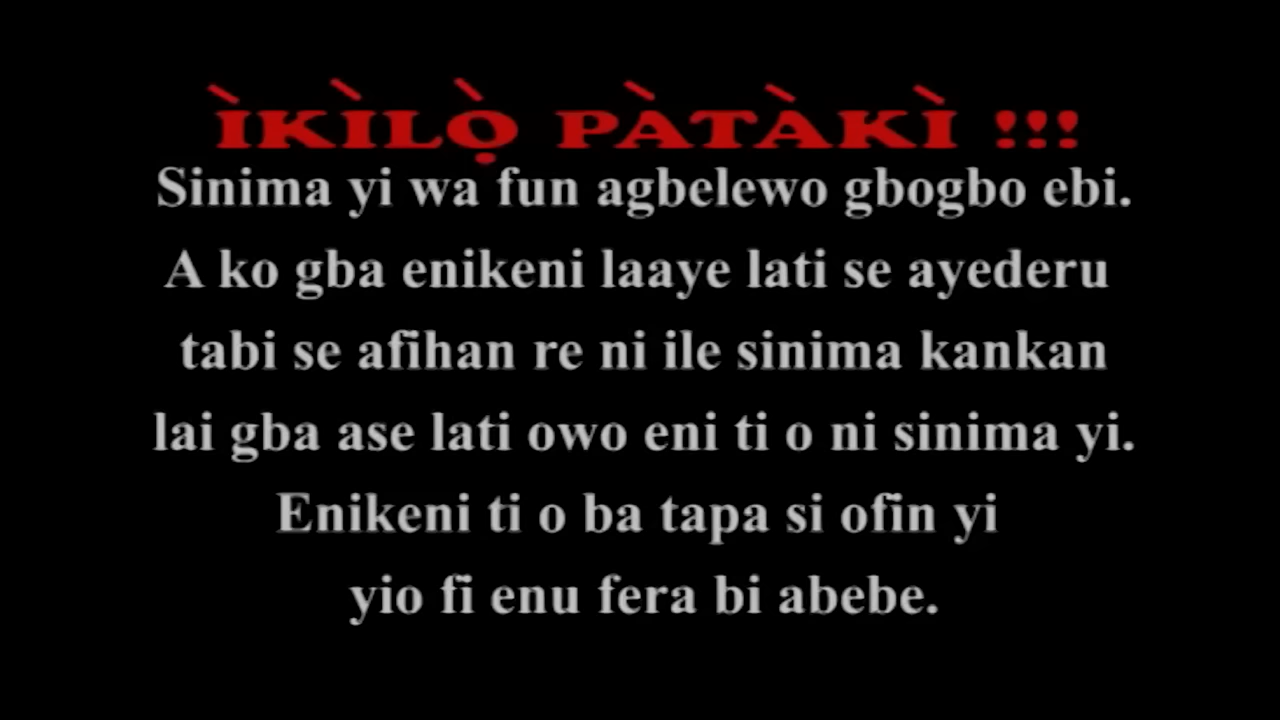 ÌKÌLỌ̀ PÀTÀKÌ !!!
Sinima yi wa fun agbelewo gbogbo ebi.
A ko gba enikeni laaye lati se ayederu
tabi se afihan re ni ile sinima kankan
lai gba ase lati owo eni ti o ni sinima yi.
Enikeni ti o ba tapa si ofin yi
yio fi enu fera bi abebe.